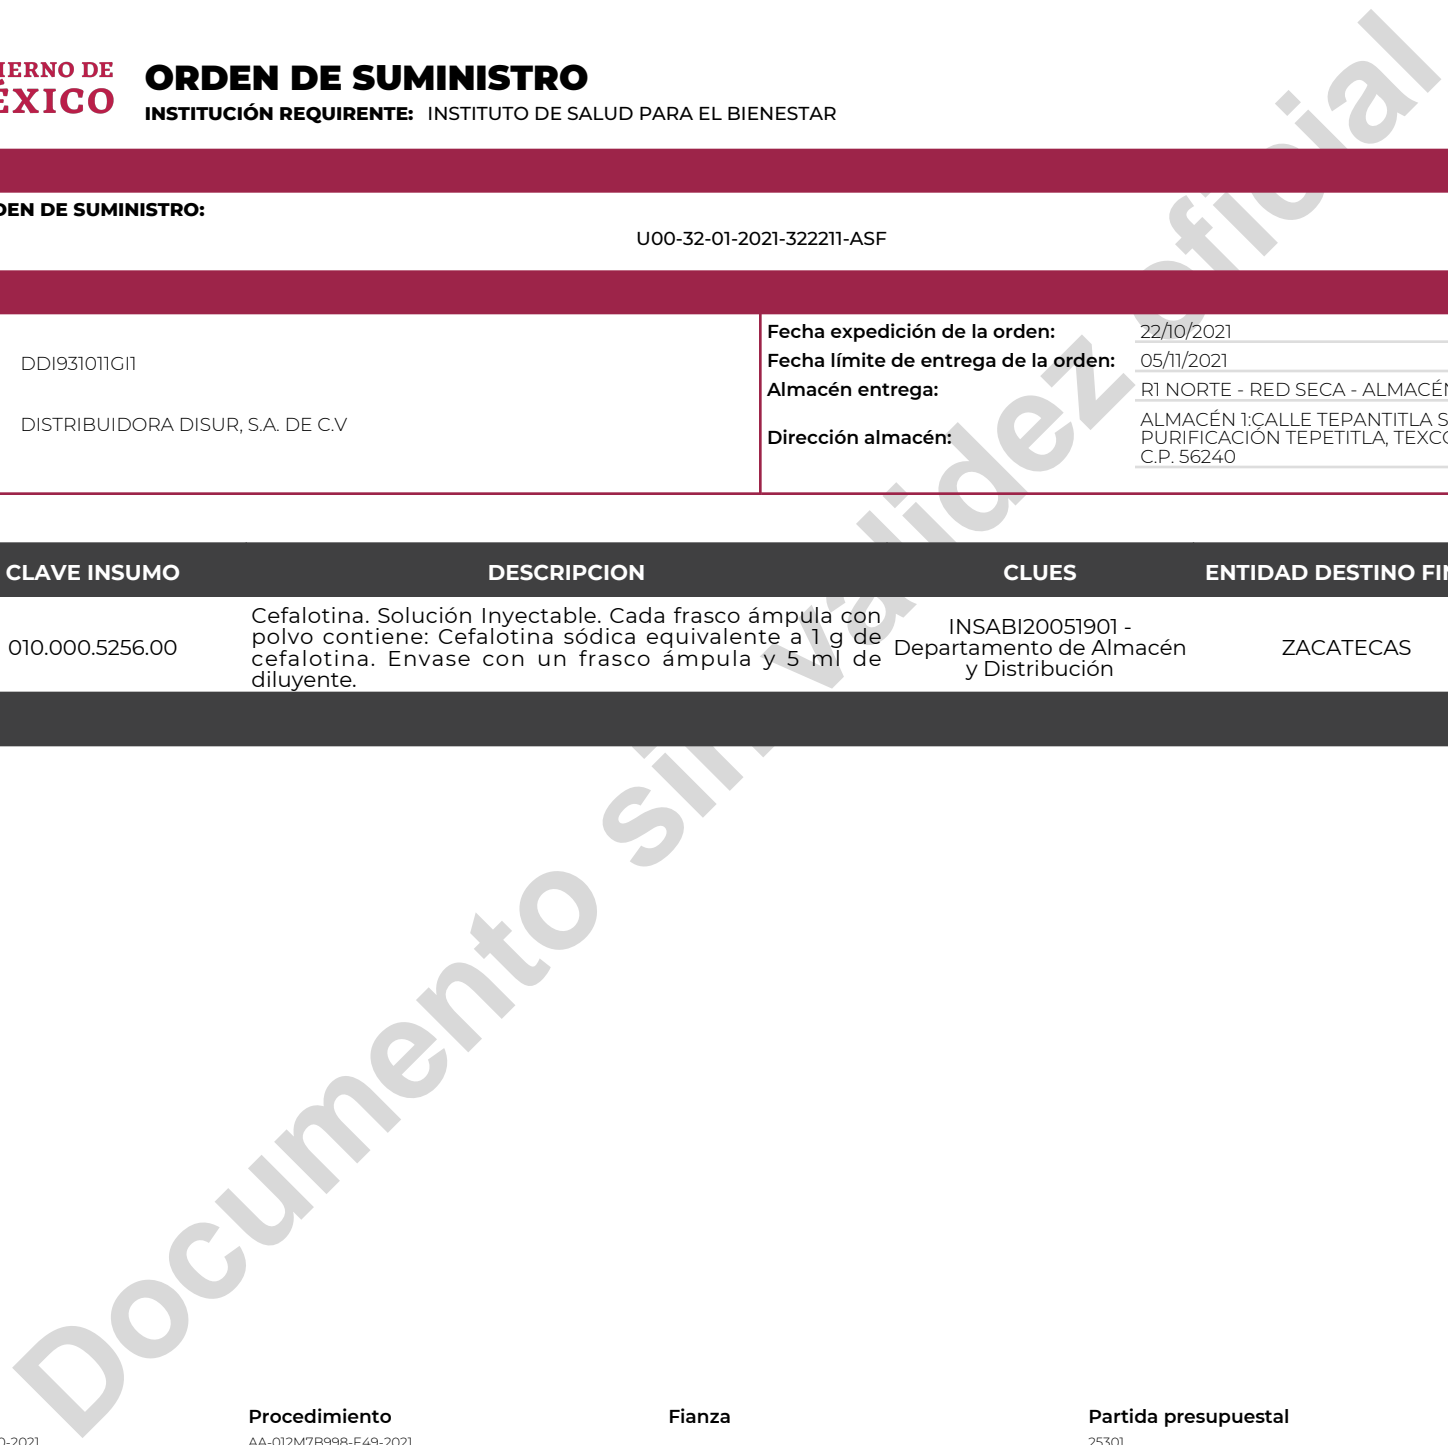 IERNO DE
ÉXICO
ORDEN DE SUMINISTRO
INSTITUCIÓN REQUIRENTE: INSTITUTO DE SALUD PARA EL BIENESTAR
DEN DE SUMINISTRO:
U00-32-01-2021-322211-ASF
DDI931011GI1
DISTRIBUIDORA DISUR, S.A. DE C.V
Fecha expedición de la orden: 22/10/2021
Fecha límite de entrega de la orden: 05/11/2021
Almacén entrega: R1 NORTE - RED SECA - ALMACÉN
Dirección almacén:
ALMACÉN 1:CALLE TEPANTITLA S
PURIFICACIÓN TEPETITLA, TEXCO
C.P. 56240
CLAVE INSUMO DESCRIPCION CLUES ENTIDAD DESTINO FIN
010.000.5256.00
Cefalotina. Solución Inyectable. Cada frasco ámpula con
polvo contiene: Cefalotina sódica equivalente a 1 g de
cefalotina. Envase con un frasco ámpula y 5 ml de
diluyente.
INSABI20051901 -
Departamento de Almacén
y Distribución
ZACATECAS
Documento sin validez oficial
Procedimiento Fianza Partida presupuestal
0-2021 AA-012M7B998-E49-2021 25301